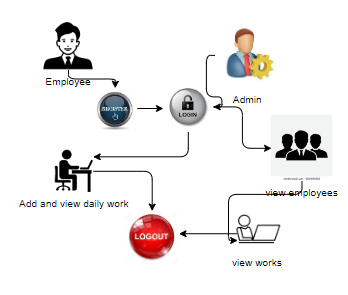 Employee
Admin
REGISTER
LOGIN
view employees
Add and view daily work
LOGOUT
view works